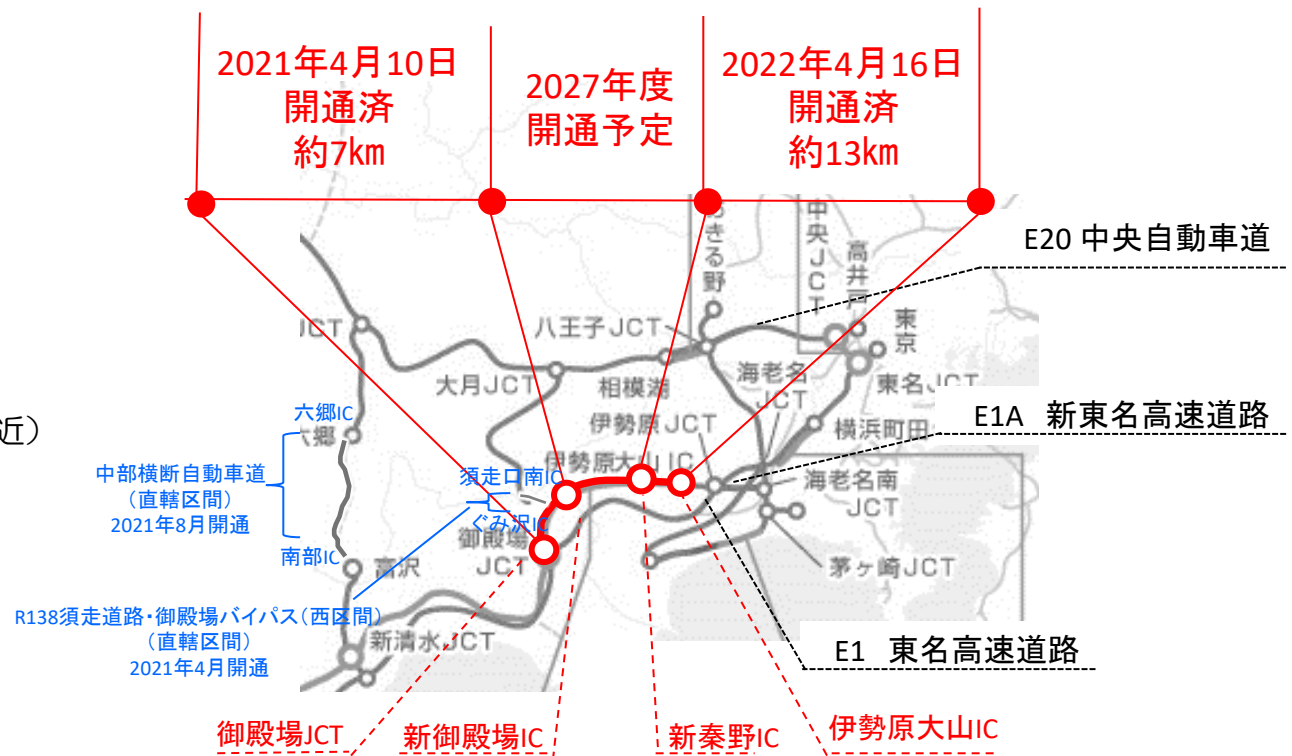 2021年4月10日
開通済
約7㎞
2027年度
開通予定
2022年4月16日
開通済
約13㎞
E20 中央自動車道
きる野
中央JCT
高井戸
東京
JCT
八王子JCT
大月JCT
相模湖
海老名
JCT
東名JCT
伊勢原JCT
横浜町田
E1A 新東名高速道路
近）
六郷IC
六郷
伊勢原大山IC
須走口南IC
ぐみ沢IC
中部横断自動車道
（直轄区間）
2021年8月開通
海老名南
JCT
御殿場
JCT
南部IC
富沢
茅ヶ崎JCT
R138須走道路・御殿場バイパス（西区間）
（直轄区間）
2021年4月開通
新清水JCT
E1 東名高速道路
御殿場JCT
新御殿場IC
新秦野IC
伊勢原大山IC